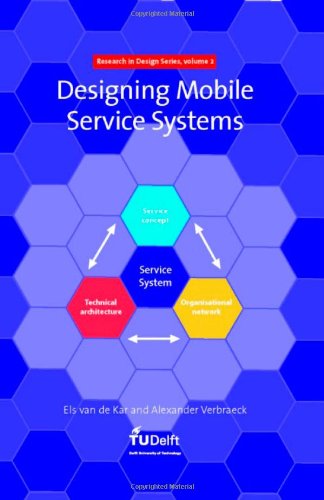 Research in Design Series, volume 2
Designing Mobile
Service Systems
Service
concept
Service
System
Technical
architecture
Organisational
network
Els van de Kar and Alexander Verbraeck
TUDelft
Delft University of Technology